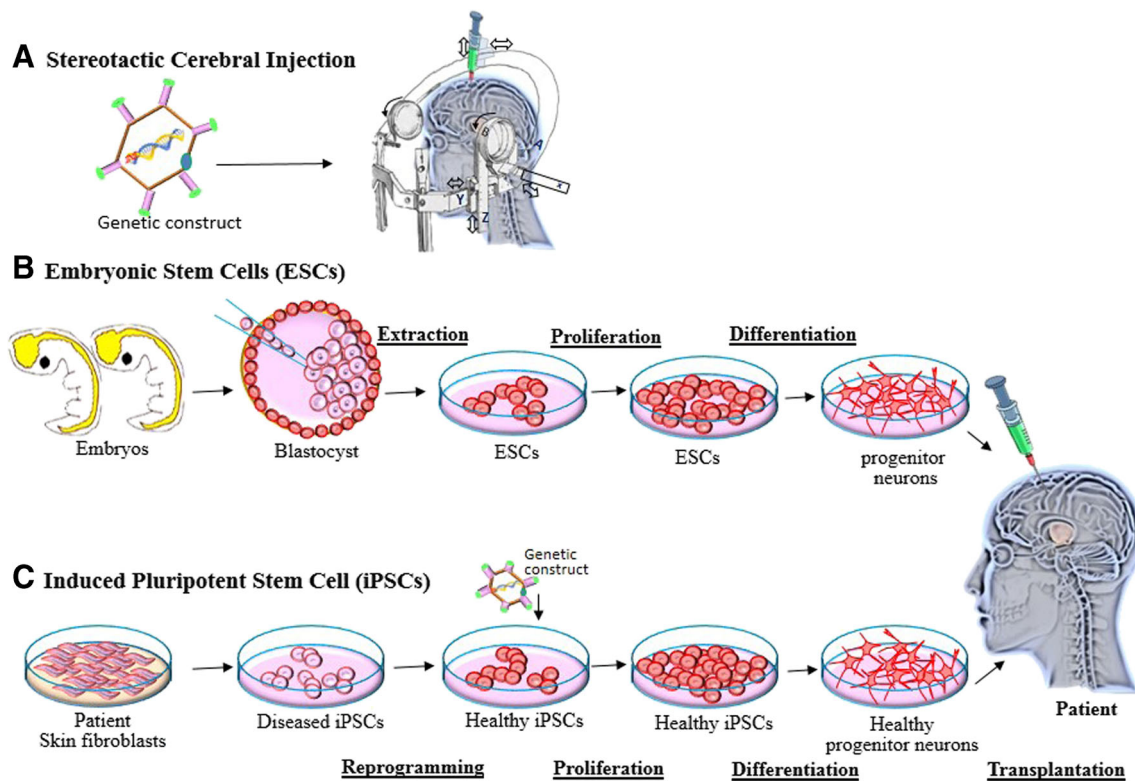 A Stereotactic Cerebral Injection
Genetic construct
B
A
x
Y
Z
B Embryonic Stem Cells (ESCs)
Extraction
Proliferation
Differentiation
Embryos
Blastocyst
ESCs
ESCs
progenitor
neurons
C Induced Pluripotent Stem Cell (iPSCs)
Genetic
construct
Patient
Skin fibroblasts
Diseased iPSCs
Healthy iPSCs
Healthy iPSCs
Healthy
progenitor neurons
Patient
Reprogramming
Proliferation
Differentiation
Transplantation